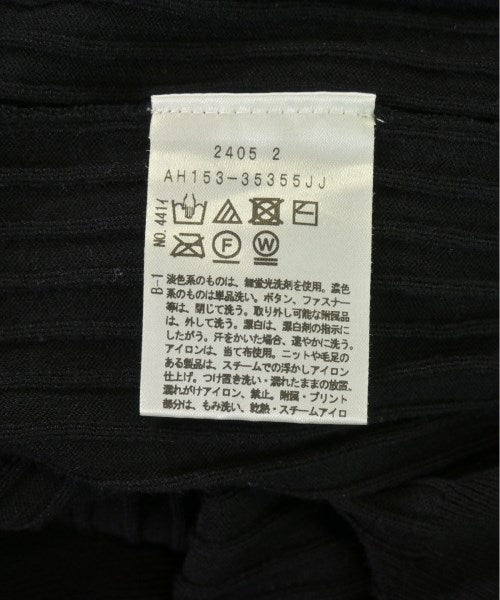 2405 2
AH153-35355JJ
NO.4414
F
W
B-1
淡色系のものは、無蛍光洗剤を使用。濃色
系のものは単品洗い。ボタン、ファスナー
等は、閉じて洗う。取り外し可能な附属品
は、外して洗う。漂白は、漂白剤の指示に
したがう。汗をかいた場合、速やかに洗う。
アイロンは、当て布使用。ニットや毛足の
ある製品は、スチームでの浮かしアイロン
仕上げ。つけ置き洗い・濡れたままの放置、
濡れがけアイロン、禁止。附属・プリント
部分は、もみ洗い、乾熱・スチームアイロ